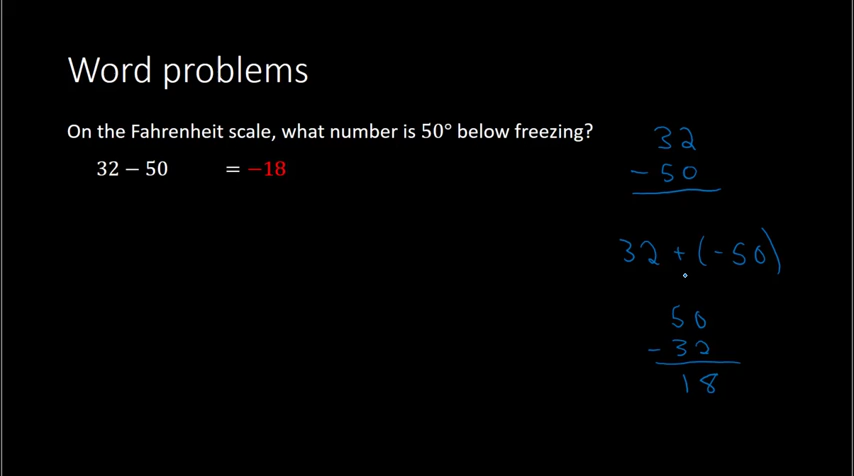 Word problems
On the Fahrenheit scale, what number is 50° below freezing?
32 − 50 = −18
32
− 50
32 + (− 50)
50
− 32
18